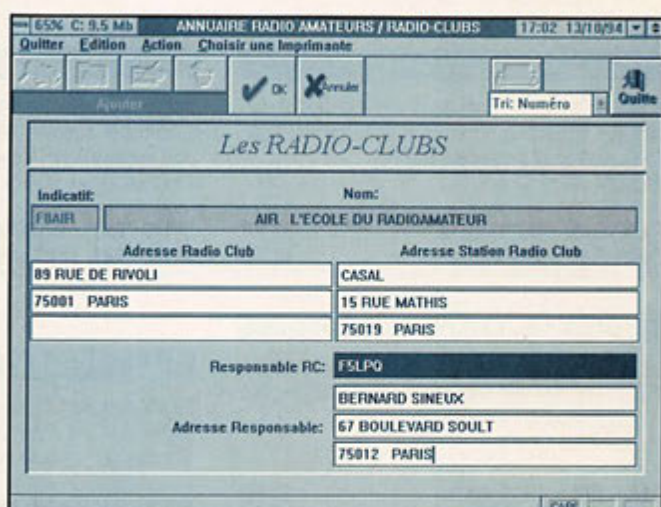 65% C: 9.5 Mb ANNUAIRE RADIO AMATEURS / RADIO-CLUBS 17:02 13/10/94
Quitter Edition Action Choisir une Imprimante
Ajouter OK Annuler Tri: Numéro Quitte
Les RADIO-CLUBS
Indicatif: Nom:
F8AIR AIR L'ECOLE DU RADIOAMATEUR
Adresse Radio Club Adresse Station Radio Club
89 RUE DE RIVOLI CASAL
75001 PARIS 15 RUE MATHIS
75019 PARIS
Responsable RC: F5LPQ
BERNARD SINEUX
Adresse Responsable: 67 BOULEVARD SOULT
75012 PARIS